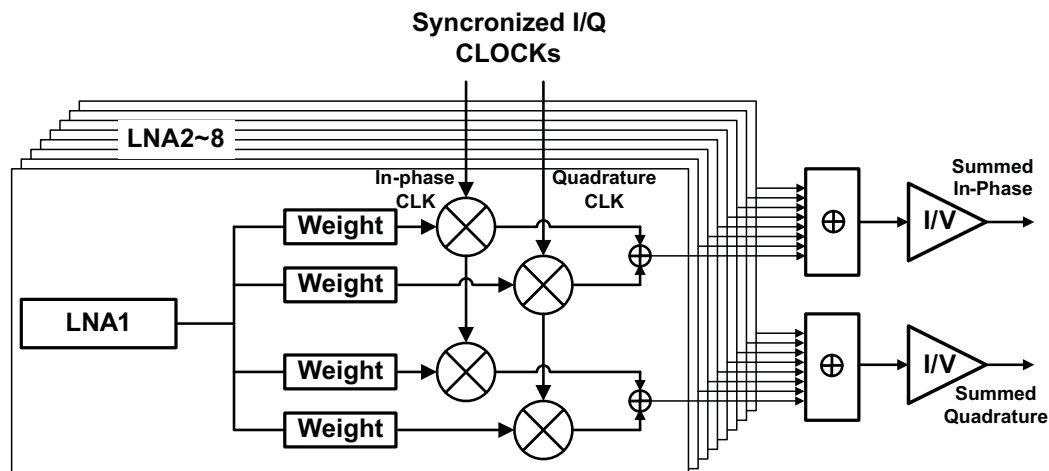 Syncronized I/Q
CLOCKs
LNA2~8
In-phase
CLK
Quadrature
CLK
Weight
Weight
LNA1
Weight
Weight
Summed
In-Phase
I/V
I/V
Summed
Quadrature